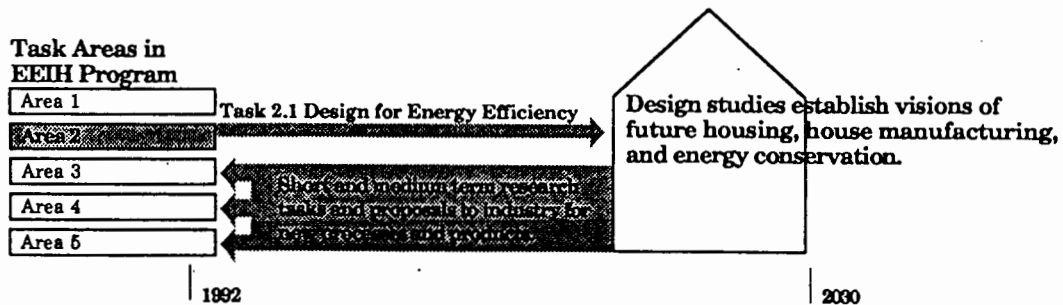 Task Areas in
EEIH Program
Area 1
Area 2
Area 3
Area 4
Area 5
Task 2.1 Design for Energy Efficiency
Short and medium term research
tasks and proposals to industry for
new processes and products.
Design studies establish visions of
future housing, house manufacturing,
and energy conservation.
1992
2030